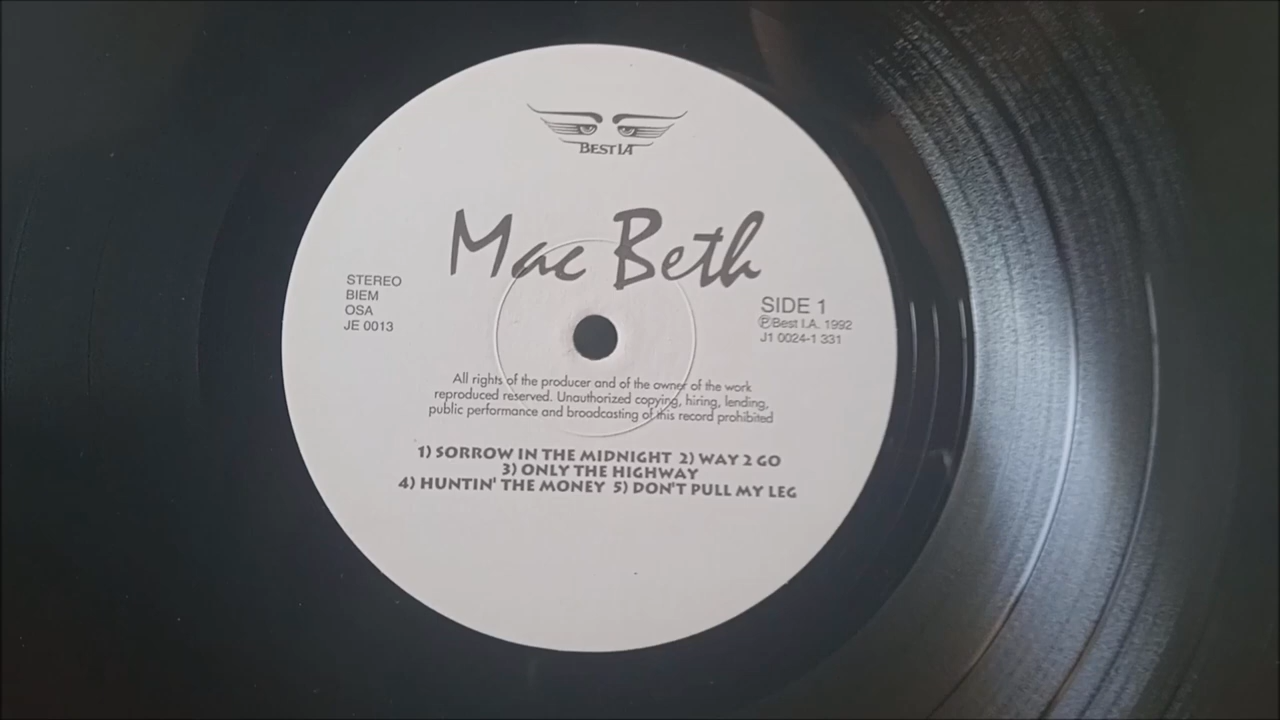 BEST I.A.
Mac Beth
STEREO
BIEM
OSA
JE 0013
SIDE 1
℗Best I.A. 1992
J1 0024-1 331
All rights of the producer and of the owner of the work
reproduced reserved. Unauthorized copying, hiring, lending,
public performance and broadcasting of this record prohibited
1) SORROW IN THE MIDNIGHT 2) WAY 2 GO
3) ONLY THE HIGHWAY
4) HUNTIN' THE MONEY 5) DON'T PULL MY LEG